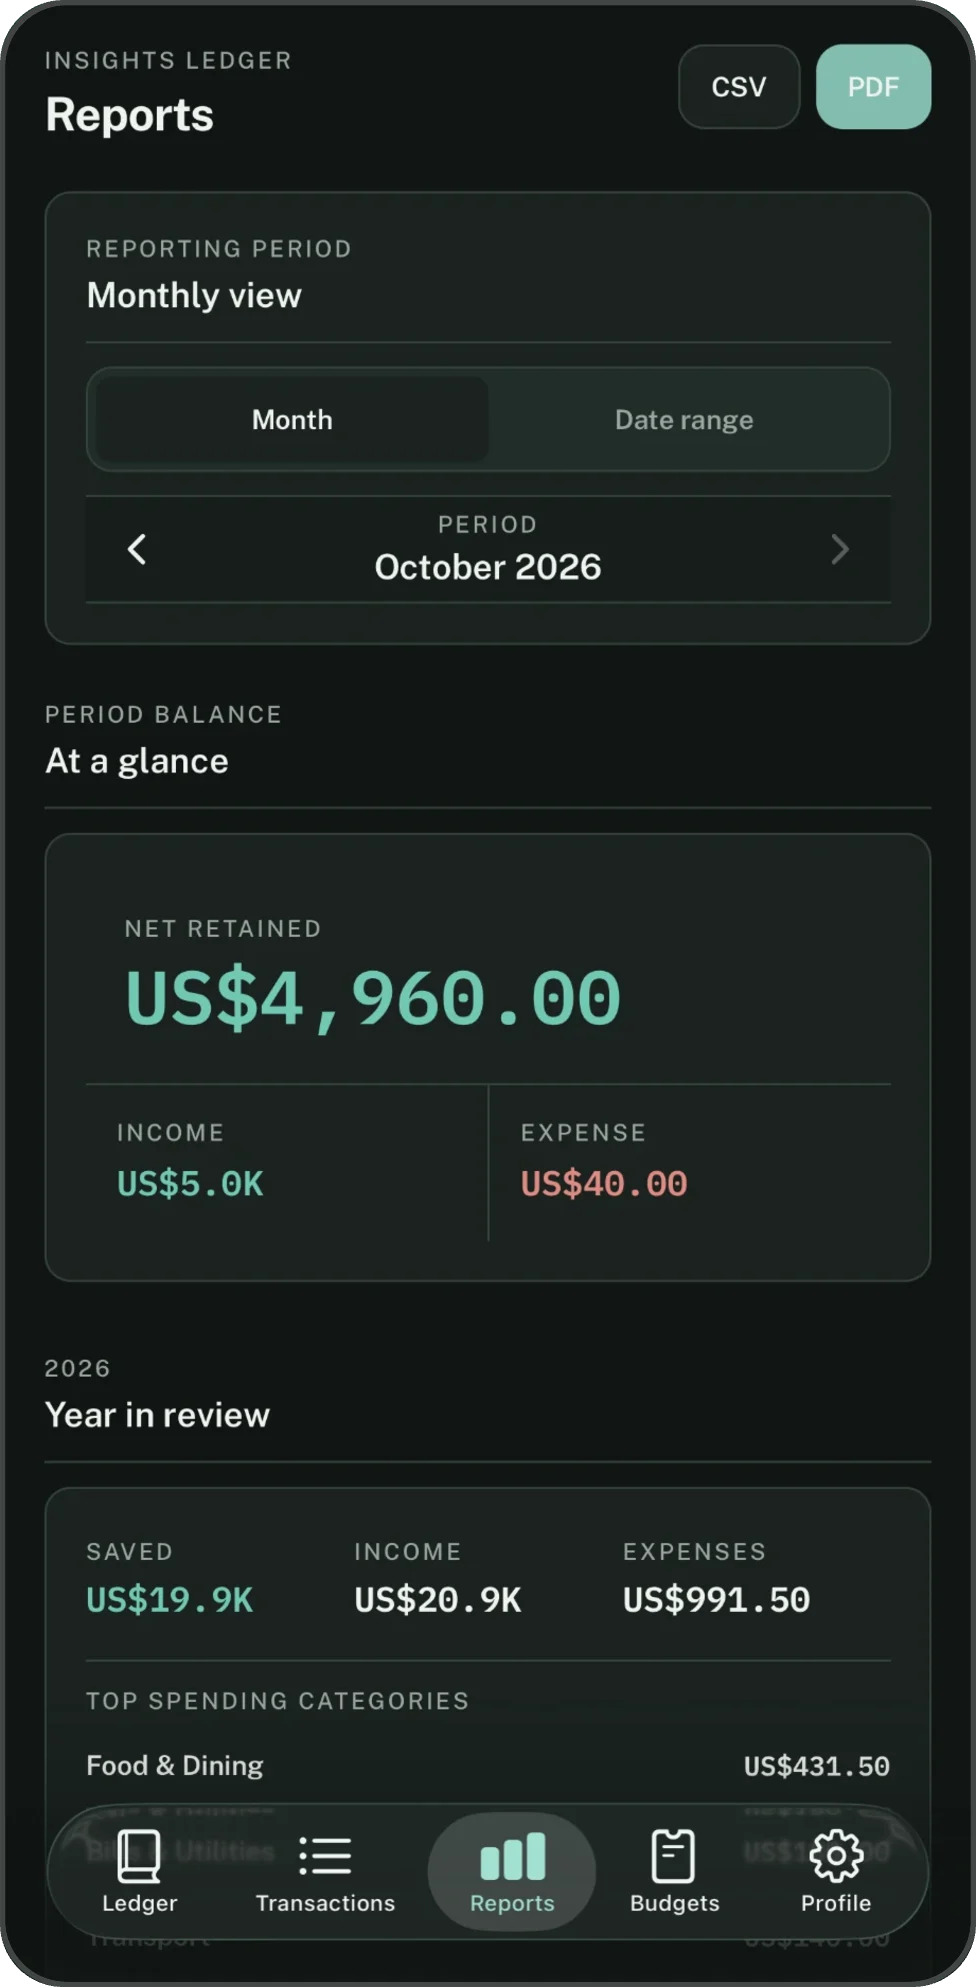 INSIGHTS LEDGER
Reports
CSV
PDF
REPORTING PERIOD
Monthly view
Month
Date range
PERIOD
October 2026
PERIOD BALANCE
At a glance
NET RETAINED
US$4,960.00
INCOME
EXPENSE
US$5.0K
US$40.00
2026
Year in review
SAVED
INCOME
EXPENSES
US$19.9K
US$20.9K
US$991.50
TOP SPENDING CATEGORIES
Food & Dining
US$431.50
Utilities
Ledger
Transactions
Reports
Budgets
Profile
Transport